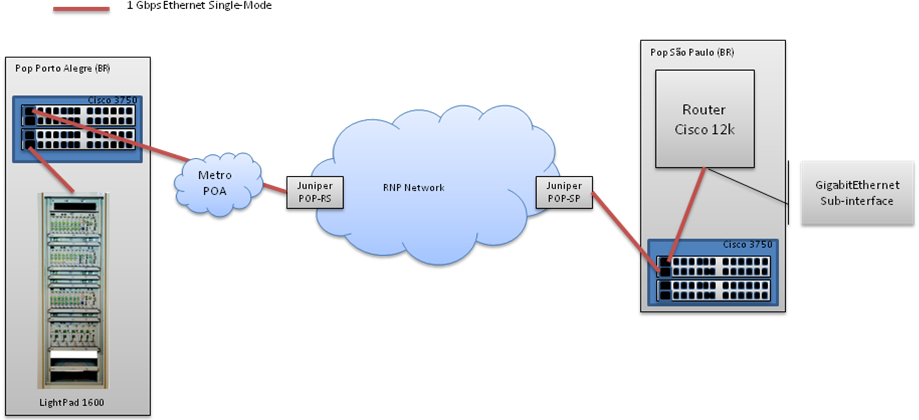 1 Gbps Ethernet Single-Mode
Pop Porto Alegre (BR)
Cisco 3750
LightPad 1600
Metro
POA
Juniper
POP-RS
RNP Network
Juniper
POP-SP
Pop São Paulo (BR)
Router
Cisco 12k
Cisco 3750
GigabitEthernet
Sub-interface